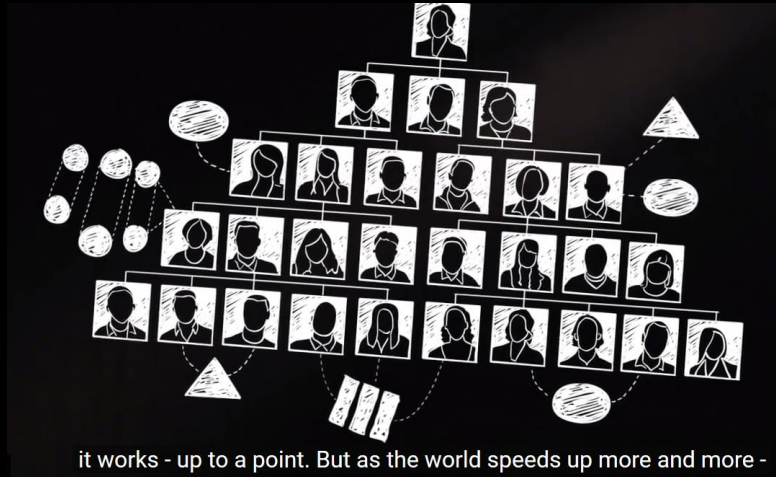 it works - up to a point. But as the world speeds up more and more -